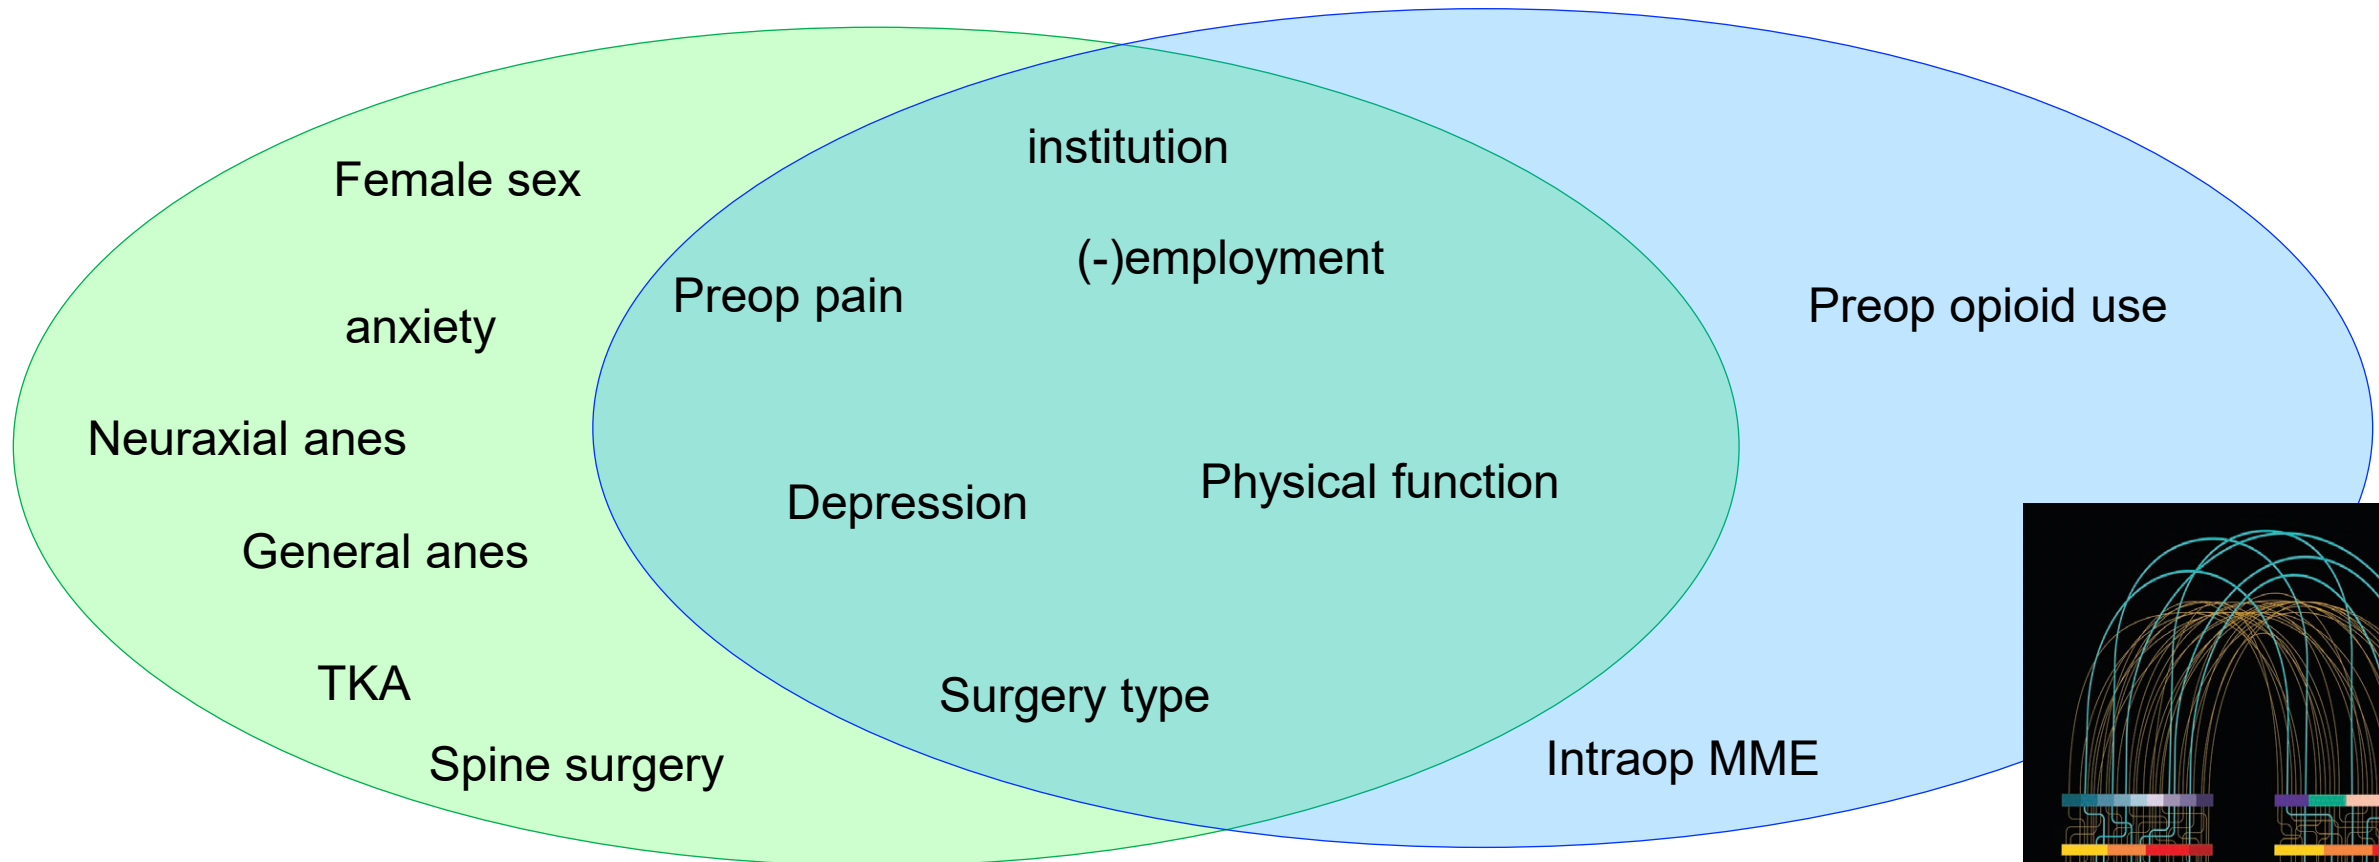 Female sex
anxiety
Neuraxial anes
General anes
TKA
Spine surgery
institution
(-)employment
Preop pain
Depression
Physical function
Surgery type
Preop opioid use
Intraop MME